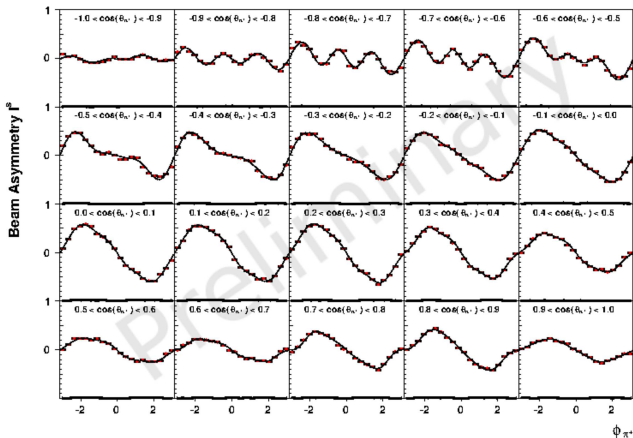 1
-1.0 < cos(θπ+) < -0.9
-0.9 < cos(θπ+) < -0.8
-0.8 < cos(θπ+) < -0.7
-0.7 < cos(θπ+) < -0.6
-0.6 < cos(θπ+) < -0.5
0
1
-0.5 < cos(θπ+) < -0.4
-0.4 < cos(θπ+) < -0.3
-0.3 < cos(θπ+) < -0.2
-0.2 < cos(θπ+) < -0.1
-0.1 < cos(θπ+) < 0.0
0
1
0.0 < cos(θπ+) < 0.1
0.1 < cos(θπ+) < 0.2
0.2 < cos(θπ+) < 0.3
0.3 < cos(θπ+) < 0.4
0.4 < cos(θπ+) < 0.5
0
1
0.5 < cos(θπ+) < 0.6
0.6 < cos(θπ+) < 0.7
0.7 < cos(θπ+) < 0.8
0.8 < cos(θπ+) < 0.9
0.9 < cos(θπ+) < 1.0
0
-2 0 2 -2 0 2 -2 0 2 -2 0 2 -2 0 2
Beam Asymmetry Iˢ
Preliminary
ϕπ+